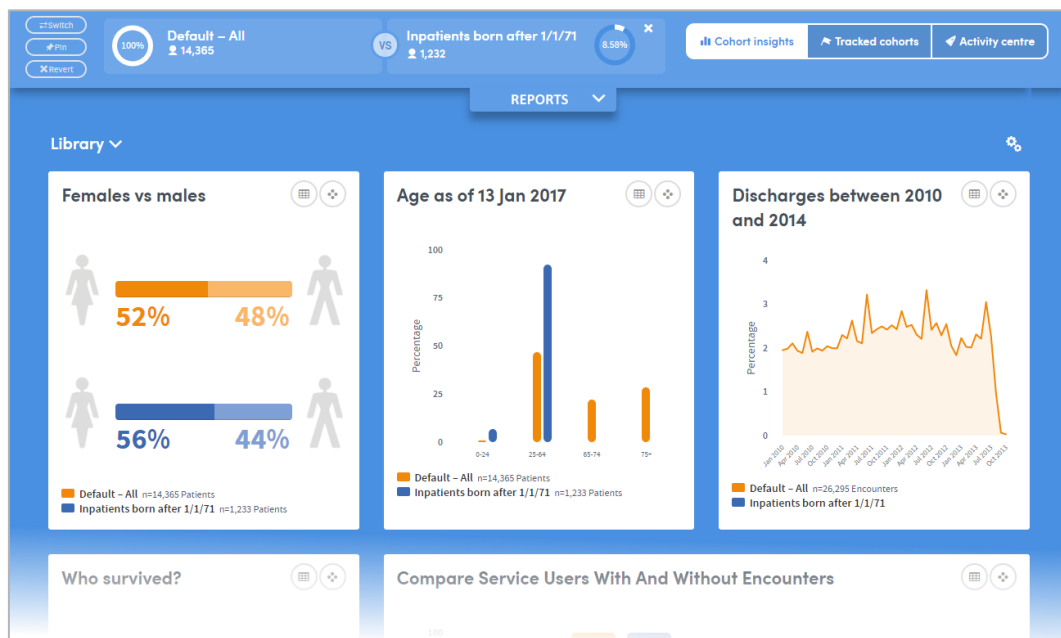 Switch
Pin
Revert
100%
Default – All
14,365
VS
Inpatients born after 1/1/71
1,232
8.58%
Cohort insights
Tracked cohorts
Activity centre
REPORTS
Library
Females vs males
52%
48%
56%
44%
Default – All n=14,365 Patients
Inpatients born after 1/1/71 n=1,233 Patients
Age as of 13 Jan 2017
Percentage
100
75
50
25
0
0-24
25-64
65-74
75+
Default – All n=14,365 Patients
Inpatients born after 1/1/71 n=1,233 Patients
Discharges between 2010
and 2014
Percentage
4
3
2
1
0
Jan 2010
Apr 2010
Jul 2010
Oct 2010
Jan 2011
Apr 2011
Jul 2011
Oct 2011
Jan 2012
Apr 2012
Jul 2012
Oct 2012
Jan 2013
Apr 2013
Jul 2013
Oct 2013
Default – All n=26,295 Encounters
Inpatients born after 1/1/71
Who survived?
Compare Service Users With And Without Encounters
100